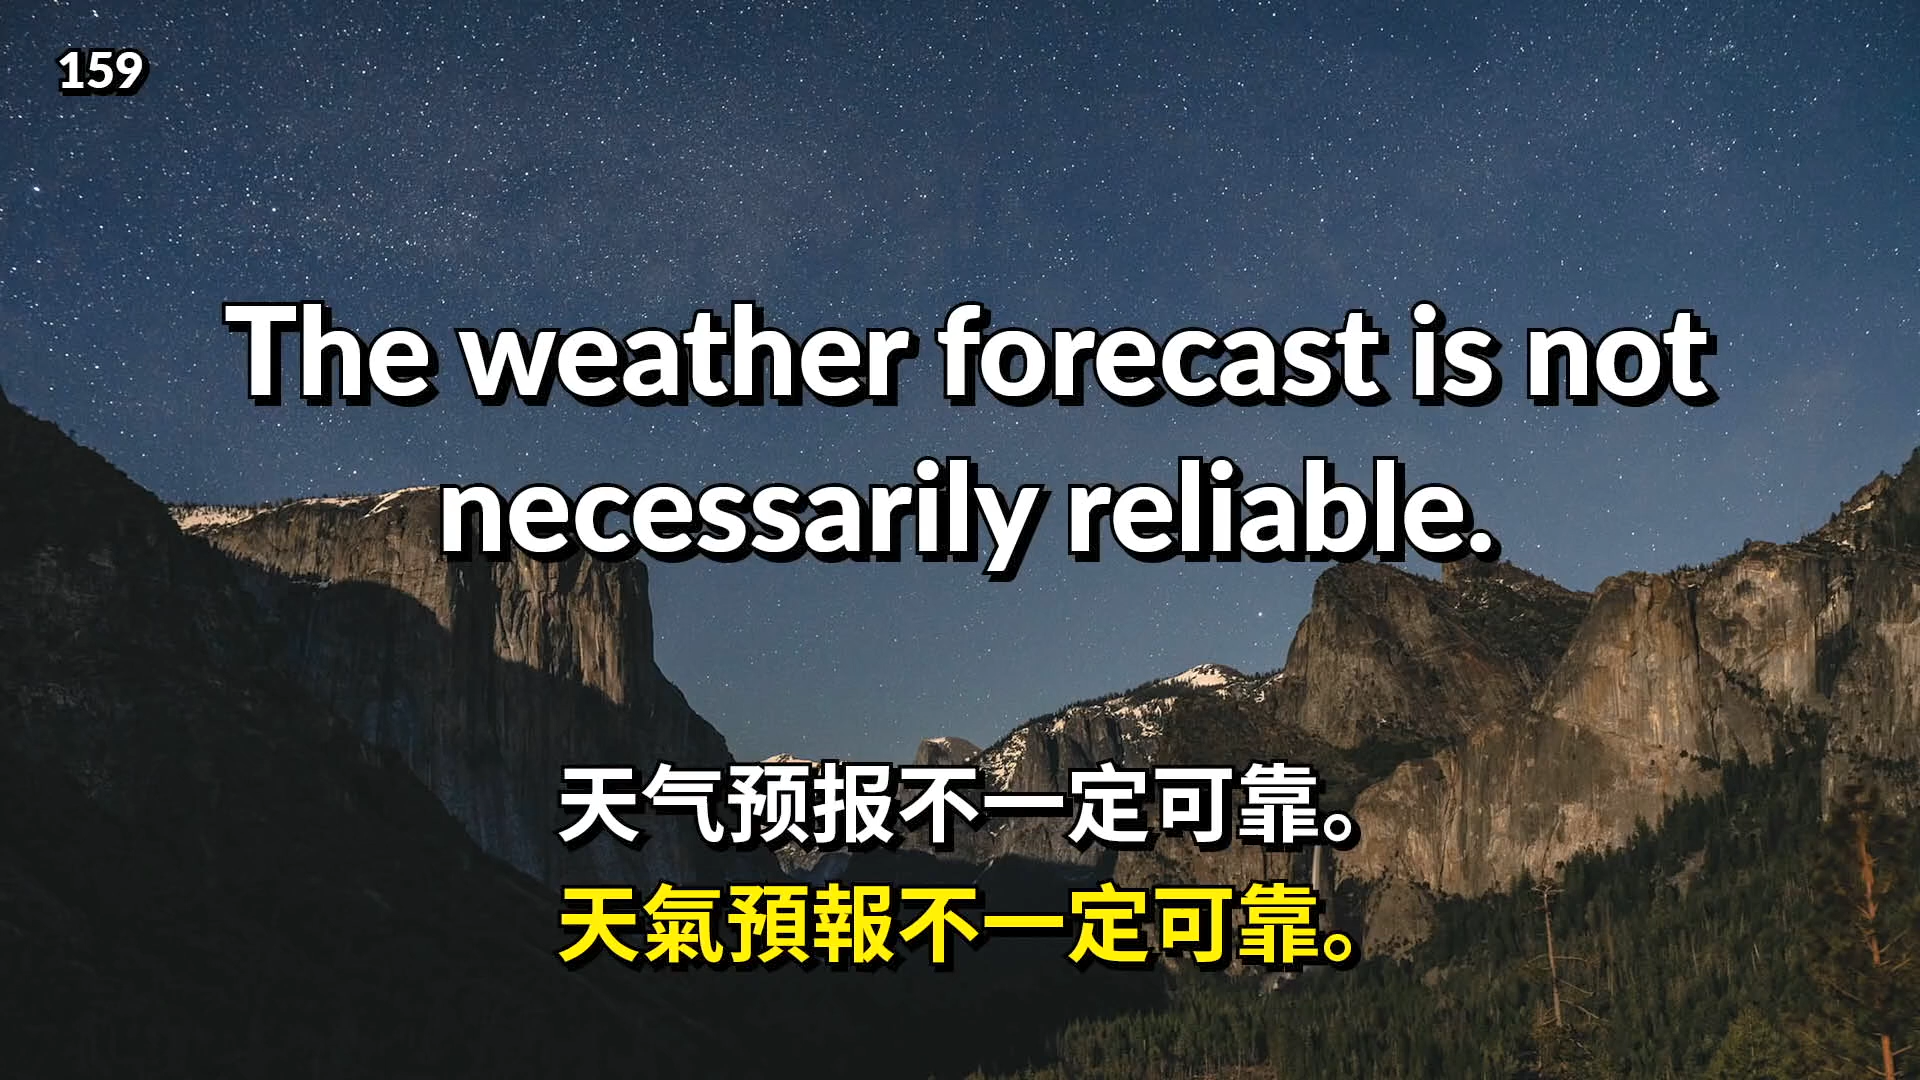 159
The weather forecast is not
necessarily reliable.
天气预报不一定可靠。
天氣預報不一定可靠。